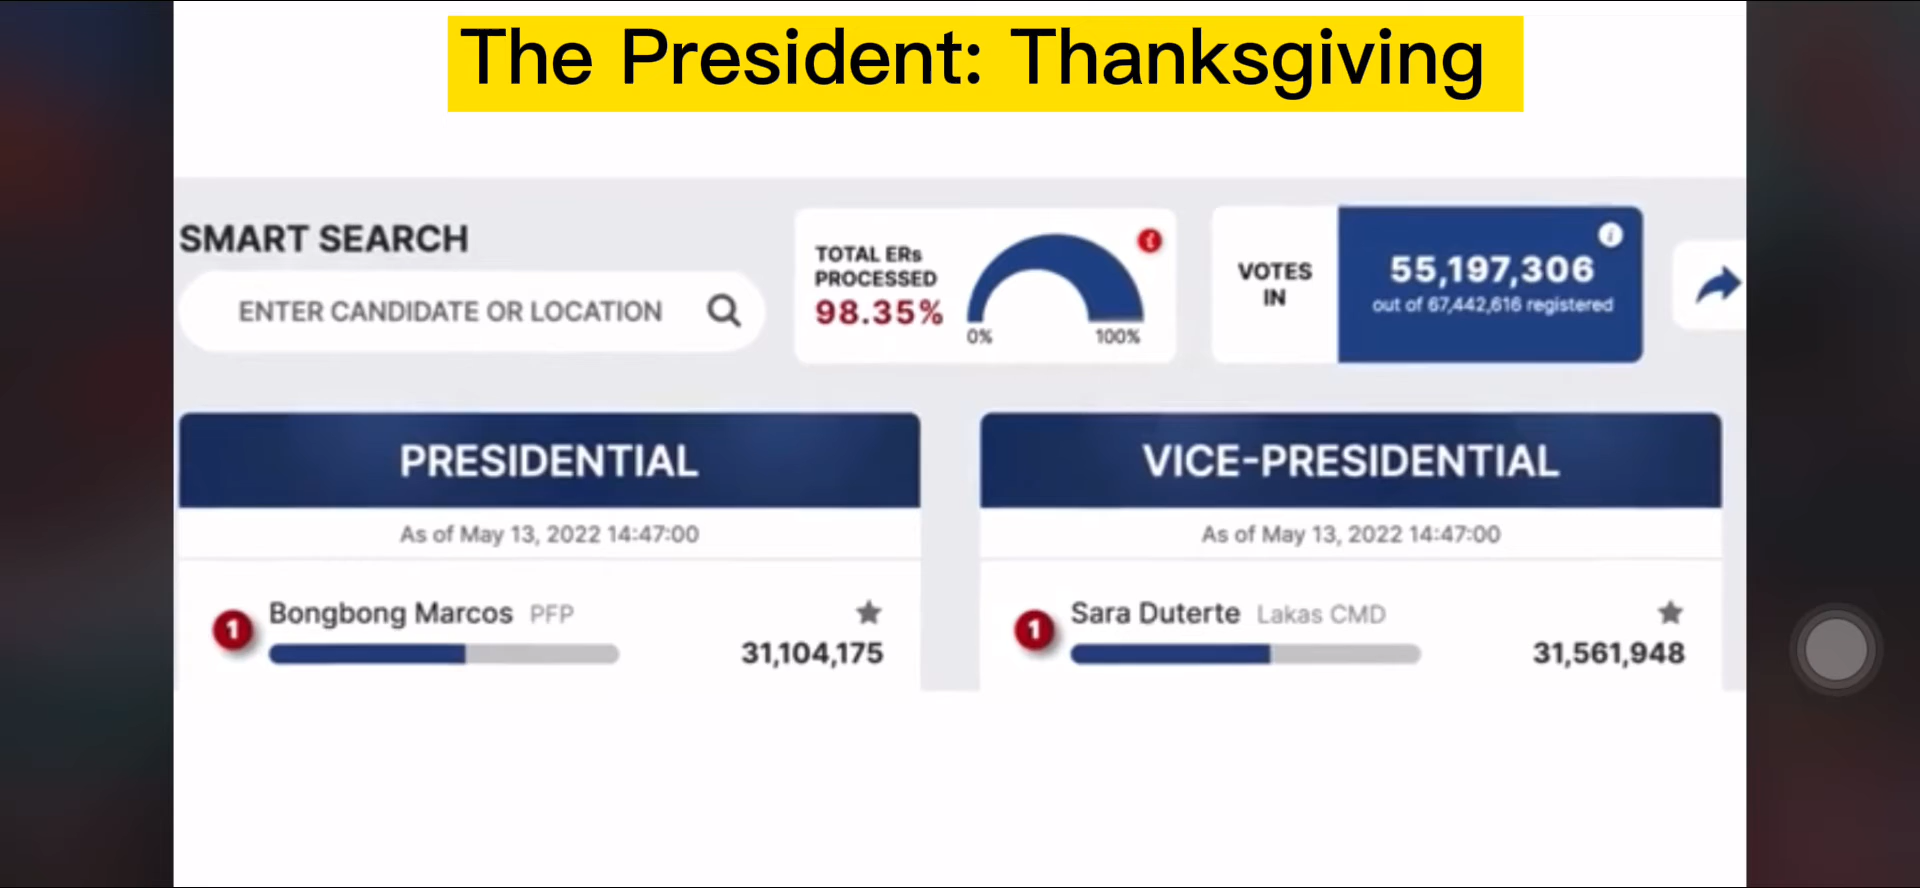 The President: Thanksgiving
SMART SEARCH
ENTER CANDIDATE OR LOCATION
TOTAL ERs
PROCESSED
98.35%
0%
100%
VOTES
IN
55,197,306
out of 67,442,616 registered
PRESIDENTIAL
As of May 13, 2022 14:47:00
1
Bongbong Marcos PFP
31,104,175
VICE-PRESIDENTIAL
As of May 13, 2022 14:47:00
1
Sara Duterte Lakas CMD
31,561,948